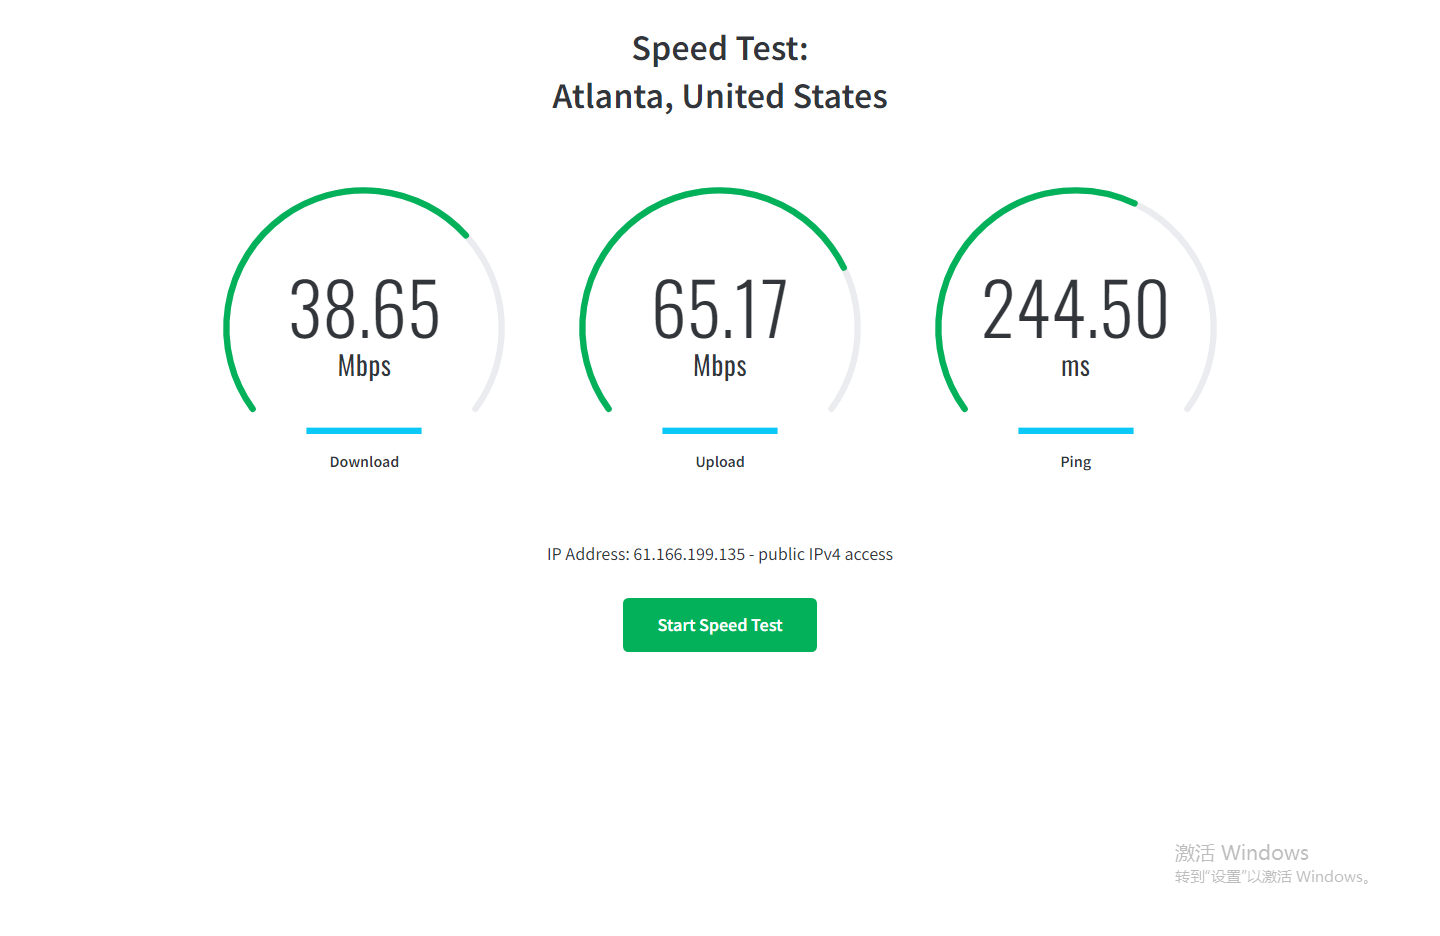 Speed Test:
Atlanta, United States
38.65
Mbps
Download
65.17
Mbps
Upload
244.50
ms
Ping
IP Address: 61.166.199.135 - public IPv4 access
Start Speed Test
激活 Windows
转到"设置"以激活 Windows。